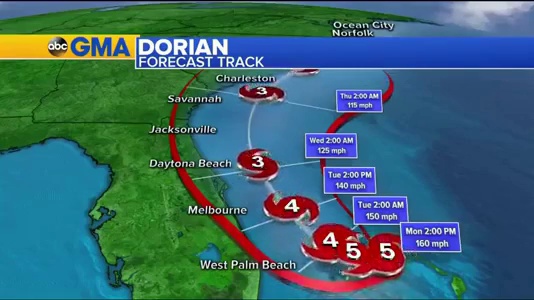 abc GMA
DORIAN
FORECAST TRACK
Ocean City
Norfolk
Charleston
3
Savannah
Thu 2:00 AM
115 mph
Jacksonville
Wed 2:00 AM
125 mph
Daytona Beach
3
Tue 2:00 PM
140 mph
Melbourne
4
Tue 2:00 AM
150 mph
Mon 2:00 PM
160 mph
West Palm Beach
4
5
5